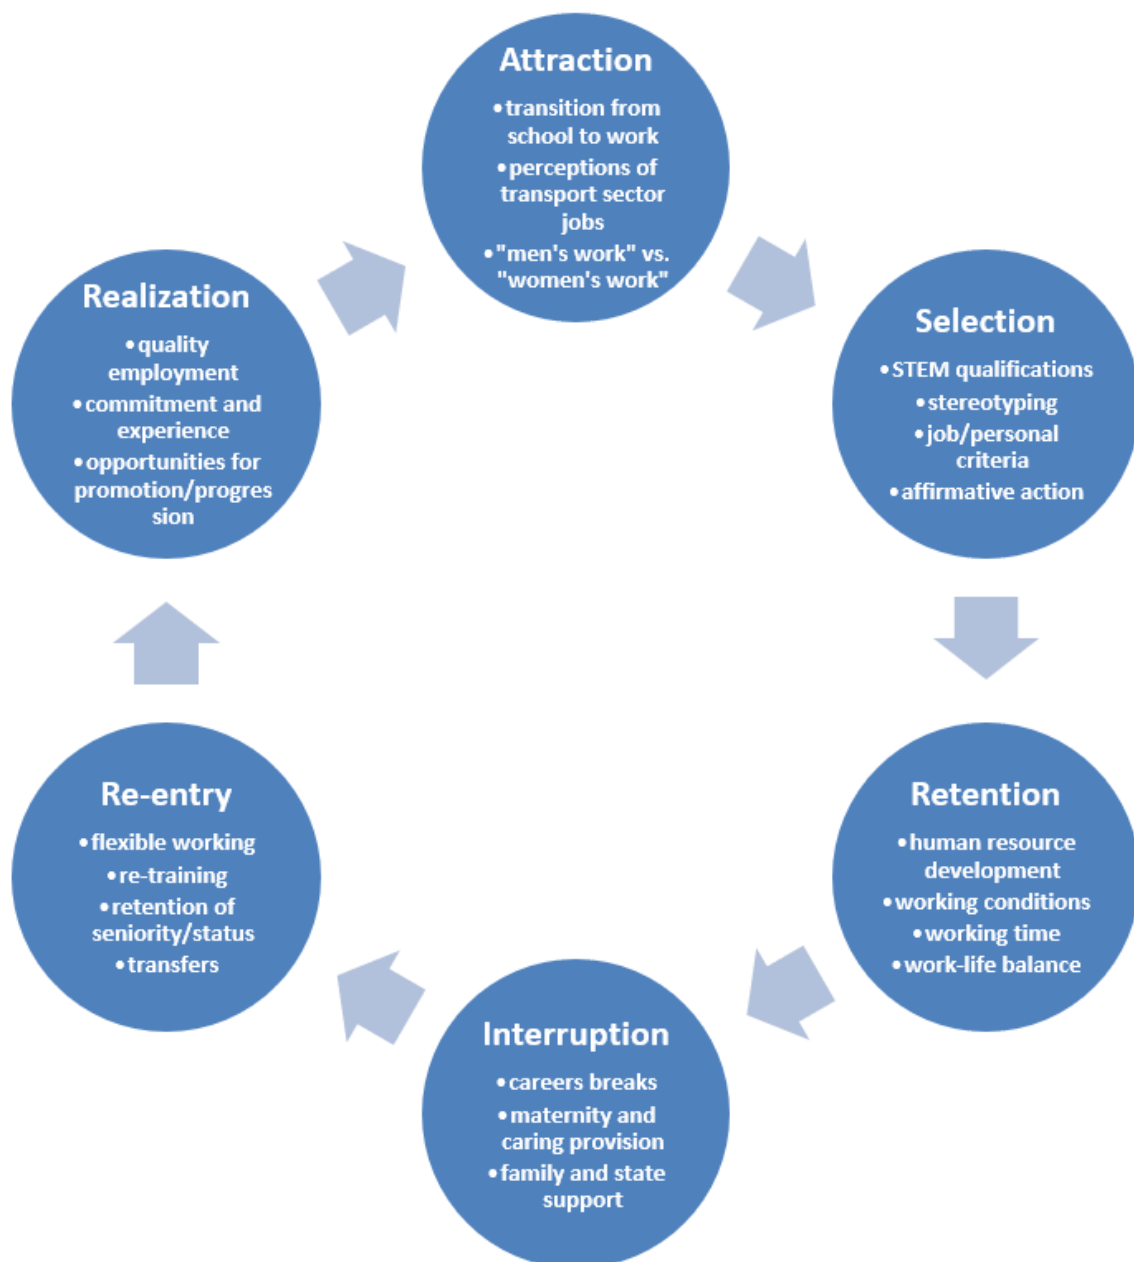 Attraction
•transition from
school to work
•perceptions of
transport sector
jobs
•"men's work" vs.
"women's work"
Selection
•STEM qualifications
•stereotyping
•job/personal
criteria
•affirmative action
Retention
•human resource
development
•working conditions
•working time
•work-life balance
Interruption
•careers breaks
•maternity and
caring provision
•family and state
support
Re-entry
•flexible working
•re-training
•retention of
seniority/status
•transfers
Realization
•quality
employment
•commitment and
experience
•opportunities for
promotion/progres
sion